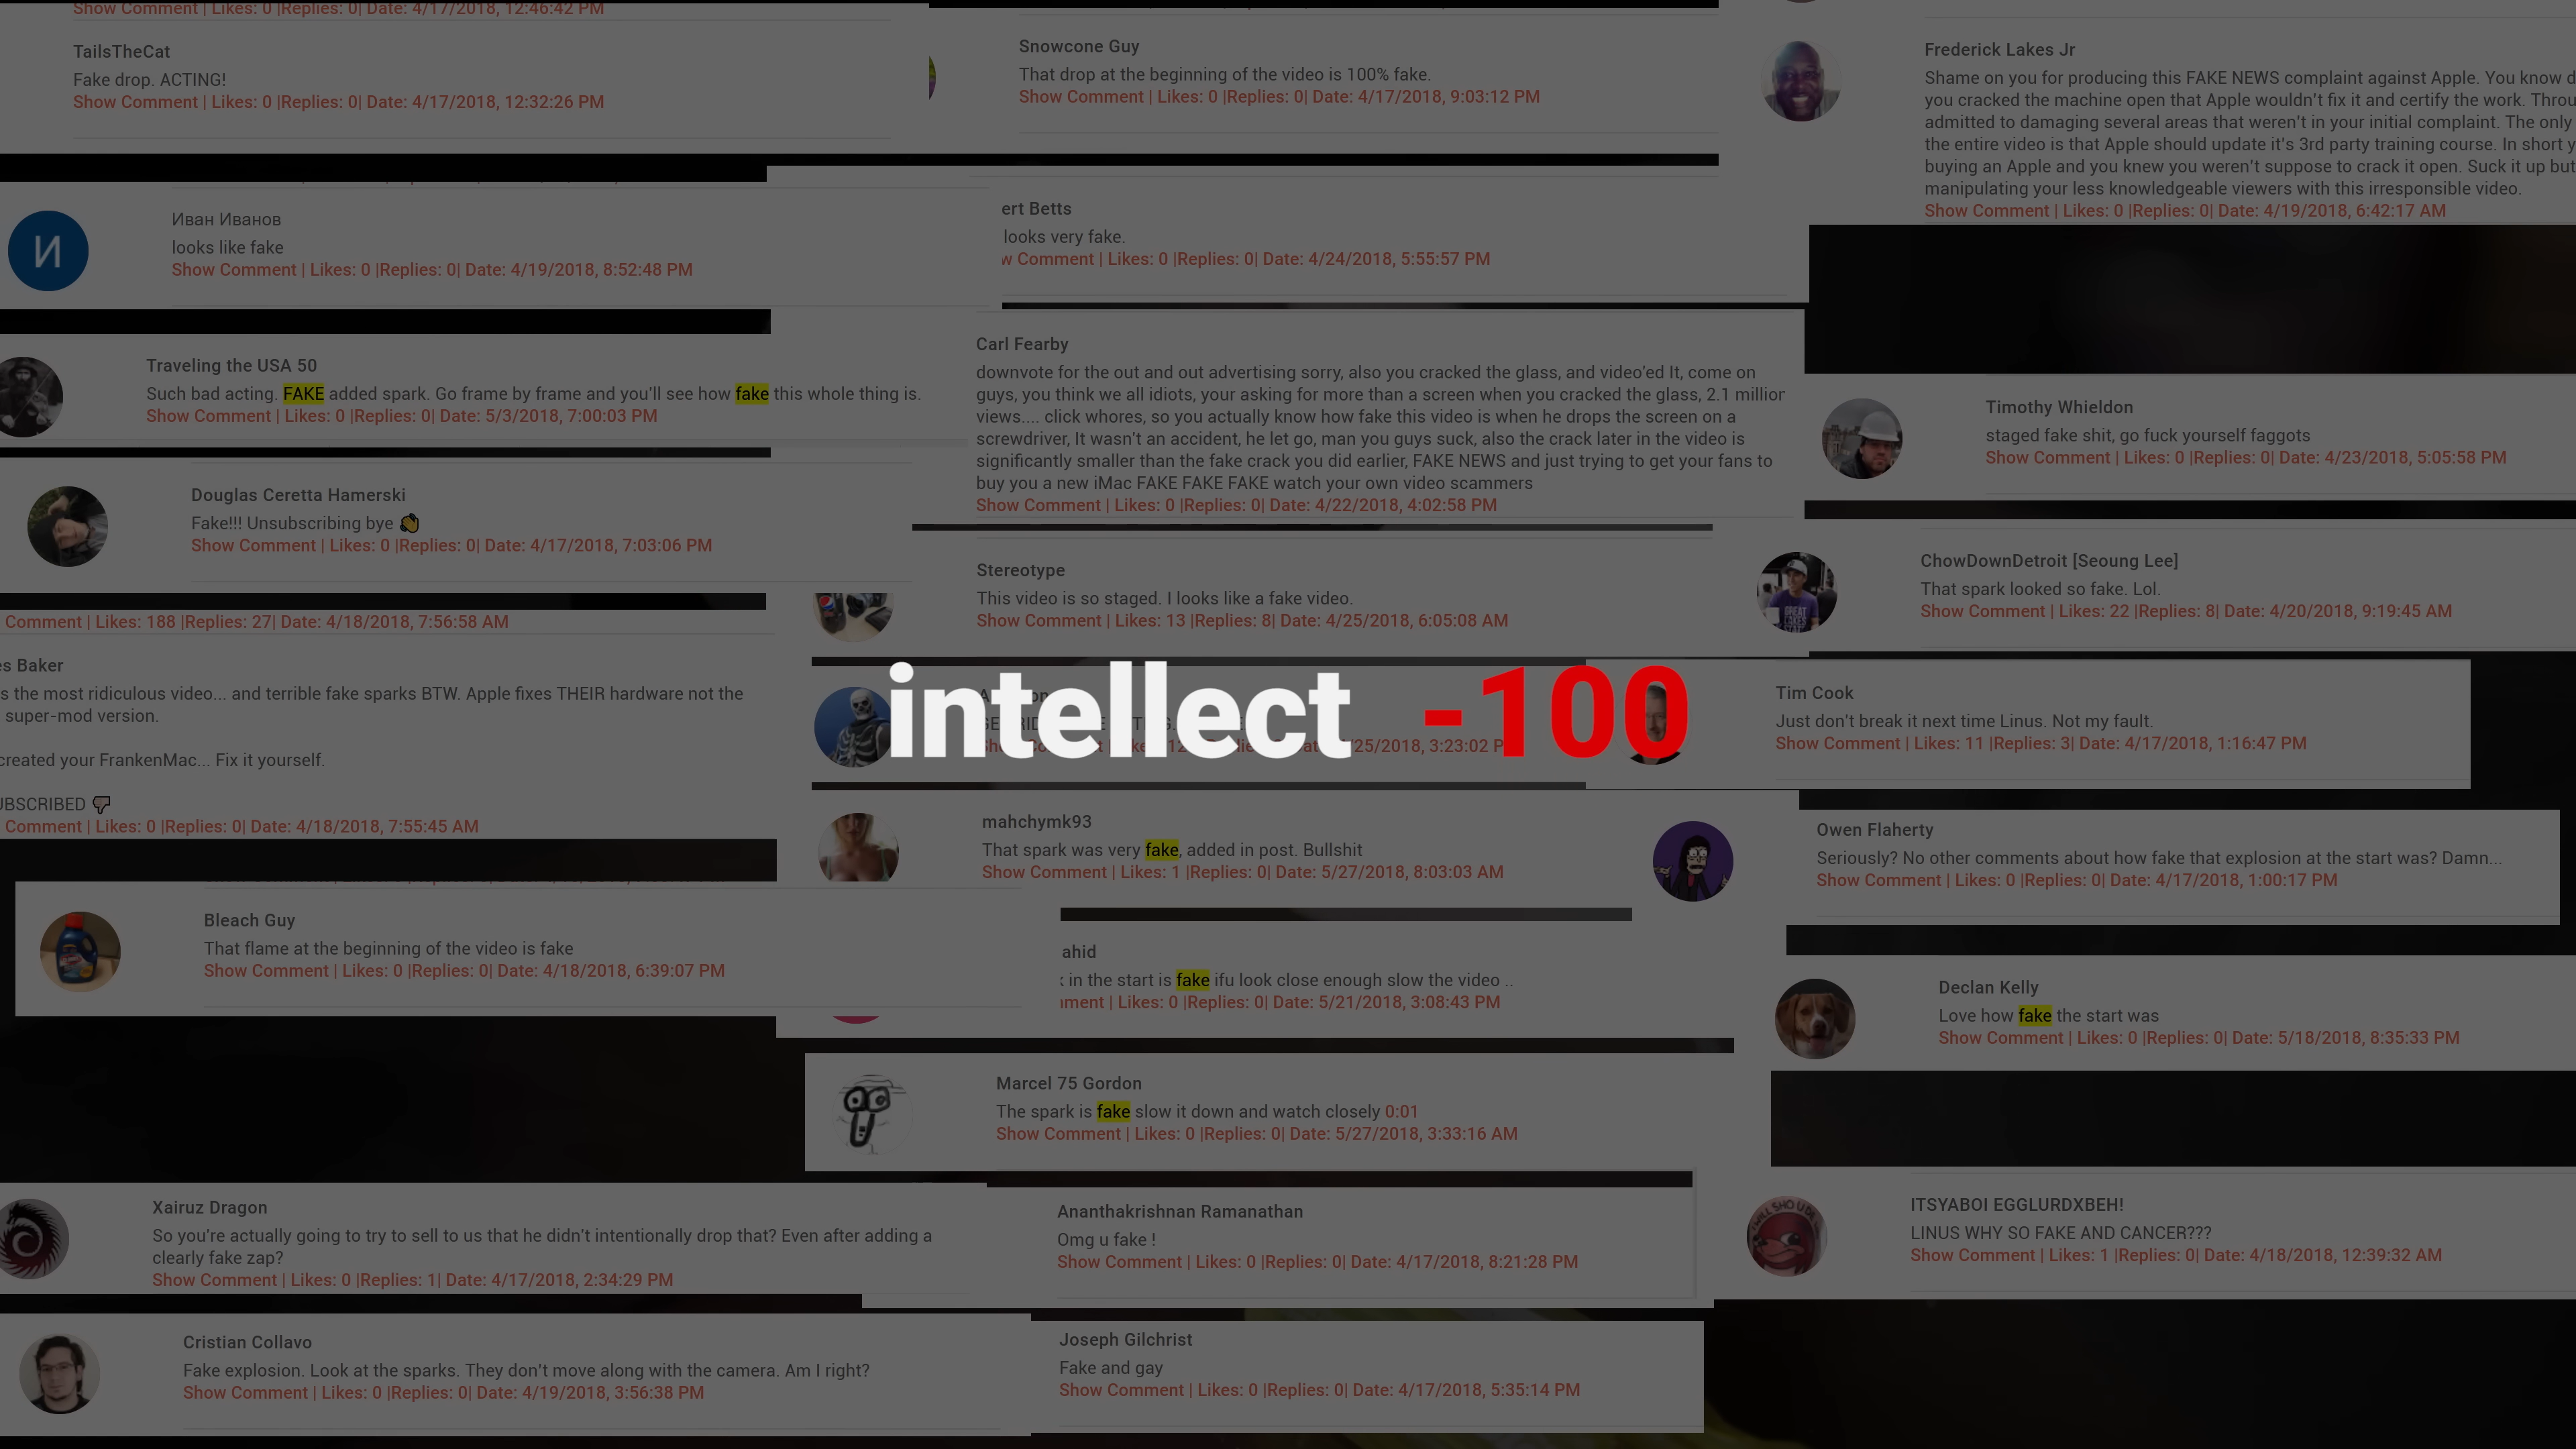 Show Comment | Likes: 0 |Replies: 0| Date: 4/17/2018, 12:46:42 PM
TailsTheCat
Fake drop. ACTING!
Show Comment | Likes: 0 |Replies: 0| Date: 4/17/2018, 12:32:26 PM
Snowcone Guy
That drop at the beginning of the video is 100% fake.
Show Comment | Likes: 0 |Replies: 0| Date: 4/17/2018, 9:03:12 PM
Frederick Lakes Jr
Shame on you for producing this FAKE NEWS complaint against Apple. You know d
you cracked the machine open that Apple wouldn't fix it and certify the work. Throu
admitted to damaging several areas that weren't in your initial complaint. The only
the entire video is that Apple should update it's 3rd party training course. In short y
buying an Apple and you knew you weren't suppose to crack it open. Suck it up but
manipulating your less knowledgeable viewers with this irresponsible video.
Show Comment | Likes: 0 |Replies: 0| Date: 4/19/2018, 6:42:17 AM
И
Иван Иванов
looks like fake
Show Comment | Likes: 0 |Replies: 0| Date: 4/19/2018, 8:52:48 PM
ert Betts
looks very fake.
w Comment | Likes: 0 |Replies: 0| Date: 4/24/2018, 5:55:57 PM
Traveling the USA 50
Such bad acting. FAKE added spark. Go frame by frame and you'll see how fake this whole thing is.
Show Comment | Likes: 0 |Replies: 0| Date: 5/3/2018, 7:00:03 PM
Carl Fearby
downvote for the out and out advertising sorry, also you cracked the glass, and video'ed It, come on
guys, you think we all idiots, your asking for more than a screen when you cracked the glass, 2.1 million
views.... click whores, so you actually know how fake this video is when he drops the screen on a
screwdriver, It wasn't an accident, he let go, man you guys suck, also the crack later in the video is
significantly smaller than the fake crack you did earlier, FAKE NEWS and just trying to get your fans to
buy you a new iMac FAKE FAKE FAKE watch your own video scammers
Show Comment | Likes: 0 |Replies: 0| Date: 4/22/2018, 4:02:58 PM
Timothy Whieldon
staged fake shit, go fuck yourself faggots
Show Comment | Likes: 0 |Replies: 0| Date: 4/23/2018, 5:05:58 PM
Douglas Ceretta Hamerski
Fake!!! Unsubscribing bye 👋
Show Comment | Likes: 0 |Replies: 0| Date: 4/17/2018, 7:03:06 PM
Stereotype
This video is so staged. I looks like a fake video.
Show Comment | Likes: 13 |Replies: 8| Date: 4/25/2018, 6:05:08 AM
ChowDownDetroit [Seoung Lee]
That spark looked so fake. Lol.
Show Comment | Likes: 22 |Replies: 8| Date: 4/20/2018, 9:19:45 AM
Comment | Likes: 188 |Replies: 27| Date: 4/18/2018, 7:56:58 AM
es Baker
s the most ridiculous video... and terrible fake sparks BTW. Apple fixes THEIR hardware not the
super-mod version.
created your FrankenMac... Fix it yourself.
UBSCRIBED 👎
Comment | Likes: 0 |Replies: 0| Date: 4/18/2018, 7:55:45 AM
intellect -100
25/2018, 3:23:02 P
Tim Cook
Just don't break it next time Linus. Not my fault.
Show Comment | Likes: 11 |Replies: 3| Date: 4/17/2018, 1:16:47 PM
mahchymk93
That spark was very fake, added in post. Bullshit
Show Comment | Likes: 1 |Replies: 0| Date: 5/27/2018, 8:03:03 AM
Owen Flaherty
Seriously? No other comments about how fake that explosion at the start was? Damn...
Show Comment | Likes: 0 |Replies: 0| Date: 4/17/2018, 1:00:17 PM
Bleach Guy
That flame at the beginning of the video is fake
Show Comment | Likes: 0 |Replies: 0| Date: 4/18/2018, 6:39:07 PM
ahid
k in the start is fake ifu look close enough slow the video ..
mment | Likes: 0 |Replies: 0| Date: 5/21/2018, 3:08:43 PM
Declan Kelly
Love how fake the start was
Show Comment | Likes: 0 |Replies: 0| Date: 5/18/2018, 8:35:33 PM
Marcel 75 Gordon
The spark is fake slow it down and watch closely 0:01
Show Comment | Likes: 0 |Replies: 0| Date: 5/27/2018, 3:33:16 AM
Xairuz Dragon
So you're actually going to try to sell to us that he didn't intentionally drop that? Even after adding a
clearly fake zap?
Show Comment | Likes: 0 |Replies: 1| Date: 4/17/2018, 2:34:29 PM
Ananthakrishnan Ramanathan
Omg u fake !
Show Comment | Likes: 0 |Replies: 0| Date: 4/17/2018, 8:21:28 PM
ITSYABOI EGGLURDXBEH!
LINUS WHY SO FAKE AND CANCER???
Show Comment | Likes: 1 |Replies: 0| Date: 4/18/2018, 12:39:32 AM
Cristian Collavo
Fake explosion. Look at the sparks. They don't move along with the camera. Am I right?
Show Comment | Likes: 0 |Replies: 0| Date: 4/19/2018, 3:56:38 PM
Joseph Gilchrist
Fake and gay
Show Comment | Likes: 0 |Replies: 0| Date: 4/17/2018, 5:35:14 PM